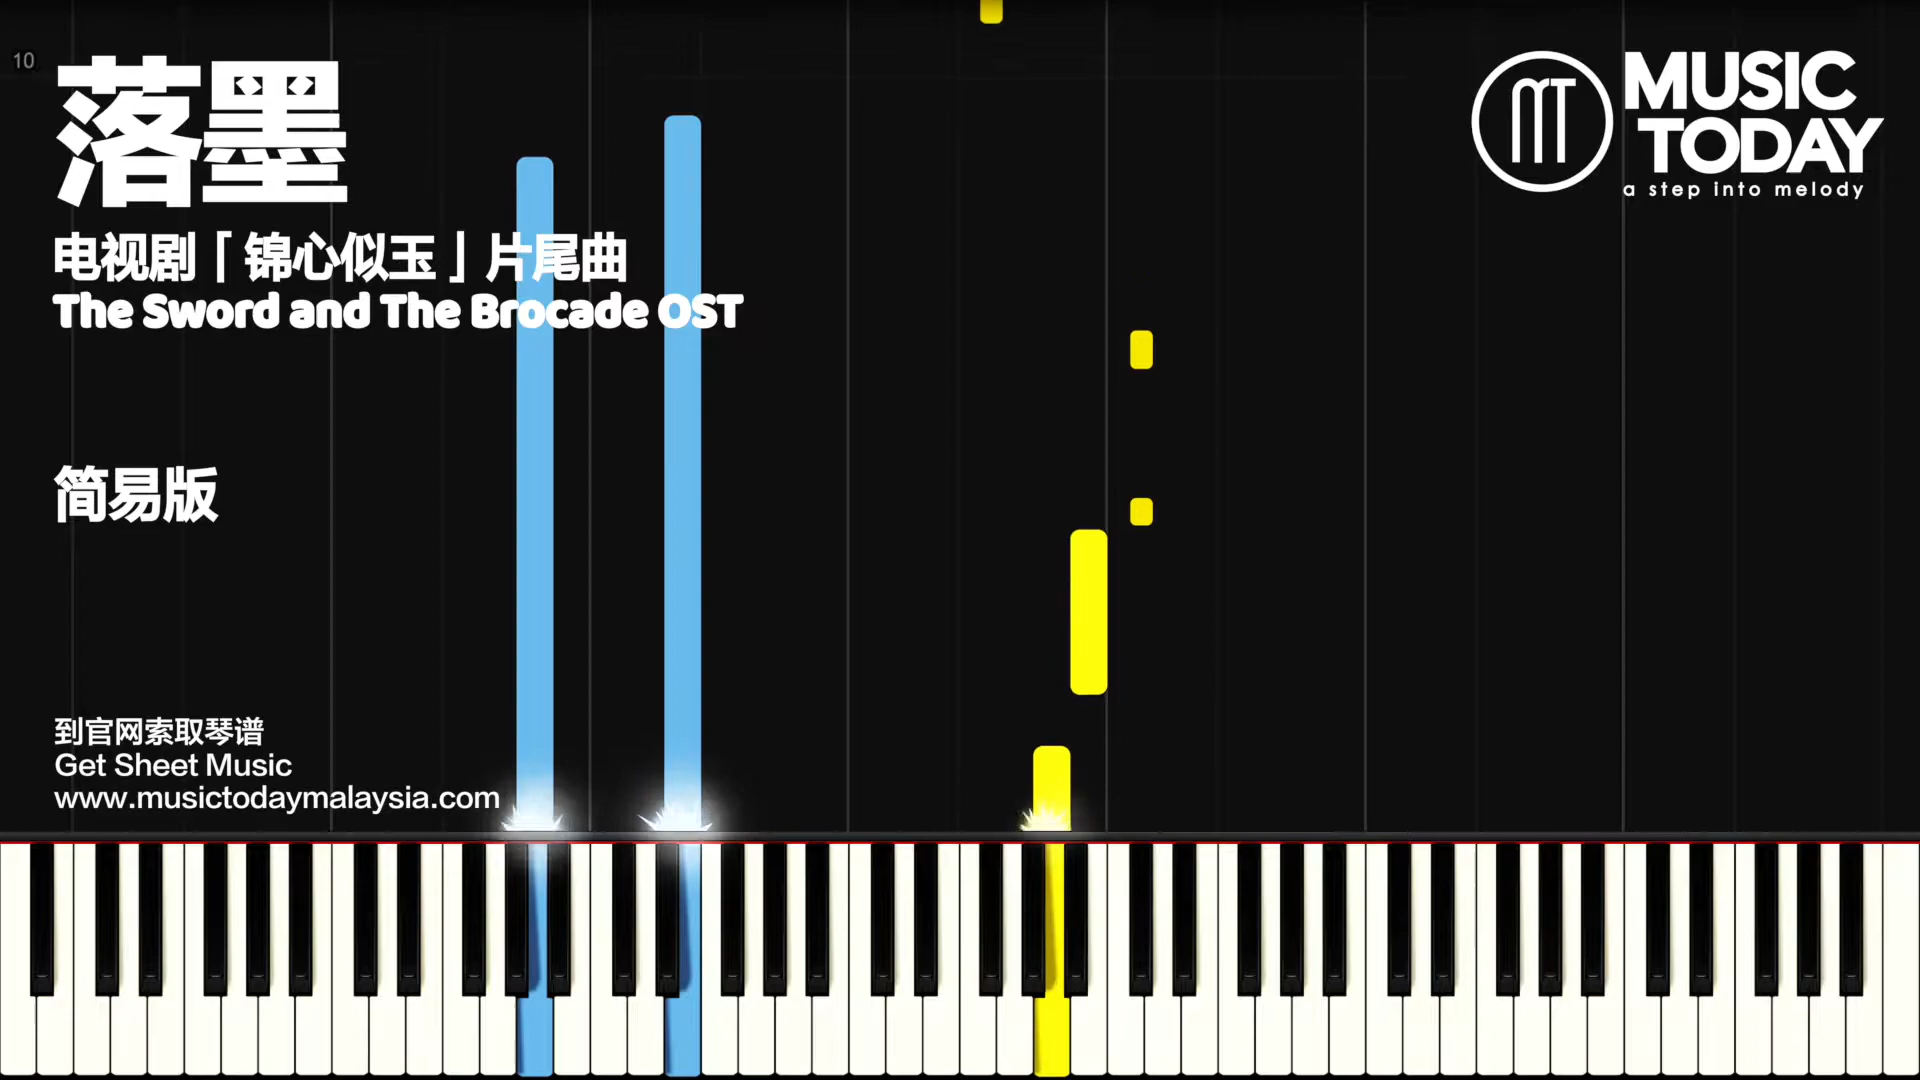 10
落墨
电视剧「锦心似玉」片尾曲
The Sword and The Brocade OST
MT
MUSIC
TODAY
a step into melody
简易版
到官网索取琴谱
Get Sheet Music
www.musictodaymalaysia.com